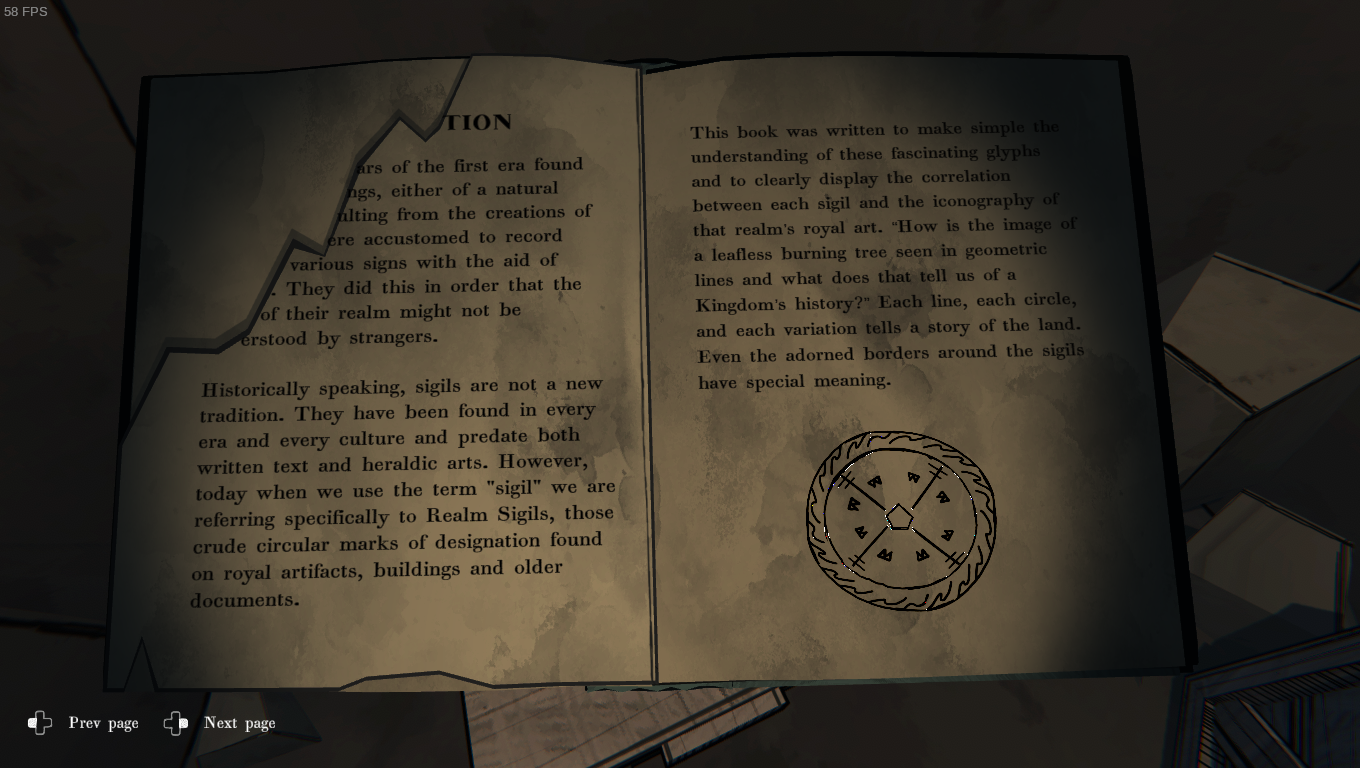 58 FPS
TION
ars of the first era found
ngs, either of a natural
ulting from the creations of
ere accustomed to record
various signs with the aid of
. They did this in order that the
of their realm might not be
erstood by strangers.
Historically speaking, sigils are not a new
tradition. They have been found in every
era and every culture and predate both
written text and heraldic arts. However,
today when we use the term "sigil" we are
referring specifically to Realm Sigils, those
crude circular marks of designation found
on royal artifacts, buildings and older
documents.
This book was written to make simple the
understanding of these fascinating glyphs
and to clearly display the correlation
between each sigil and the iconography of
that realm's royal art. "How is the image of
a leafless burning tree seen in geometric
lines and what does that tell us of a
Kingdom's history?" Each line, each circle,
and each variation tells a story of the land.
Even the adorned borders around the sigils
have special meaning.
Prev page
Next page